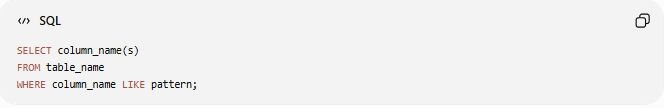 </> SQL
SELECT column_name(s)
FROM table_name
WHERE column_name LIKE pattern;